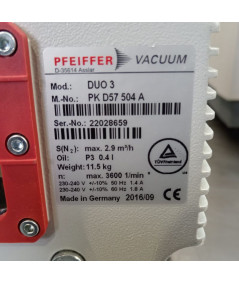 PFEIFFER VACUUM
D-35614 Asslar
Mod.: DUO 3
M.-No.: PK D57 504 A
Ser.-No.: 22028659
S(N2): max. 2.9 m³/h
Oil: P3 0.4 l
Weight: 11.5 kg
n: max. 3600 1/min
230-240 V +/-10% 50 Hz 1.4 A
230-240 V +/-10% 60 Hz 1.8 A
Made in Germany 2016/09